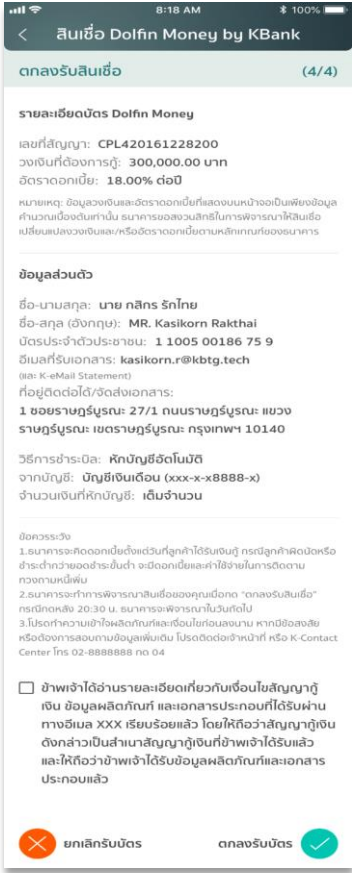 8:18 AM
100%
สินเชื่อ Dolfin Money by KBank
ตกลงรับสินเชื่อ (4/4)
รายละเอียดบัตร Dolfin Money
เลขที่สัญญา: CPL420161228200
วงเงินที่ต้องการกู้: 300,000.00 บาท
อัตราดอกเบี้ย: 18.00% ต่อปี
หมายเหตุ: ข้อมูลวงเงินและอัตราดอกเบี้ยที่แสดงบนหน้าจอเป็นเพียงข้อมูล
คำนวณเบื้องต้นเท่านั้น ธนาคารขอสงวนสิทธิในการพิจารณาให้สินเชื่อ
เปลี่ยนแปลงวงเงินและ/หรืออัตราดอกเบี้ยตามหลักเกณฑ์ของธนาคาร
ข้อมูลส่วนตัว
ชื่อ-นามสกุล: นาย กสิกร รักไทย
ชื่อ-สกุล (อังกฤษ): MR. Kasikorn Rakthai
บัตรประจำตัวประชาชน: 1 1005 00186 75 9
อีเมลที่รับเอกสาร: kasikorn.r@kbtg.tech
(และ K-eMail Statement)
ที่อยู่ติดต่อได้/จัดส่งเอกสาร:
1 ซอยราษฎร์บูรณะ 27/1 ถนนราษฎร์บูรณะ แขวง
ราษฎร์บูรณะ เขตราษฎร์บูรณะ กรุงเทพฯ 10140
วิธีการชำระบิล: หักบัญชีอัตโนมัติ
จากบัญชี: บัญชีเงินเดือน (xxx-x-x8888-x)
จำนวนเงินที่หักบัญชี: เต็มจำนวน
ข้อควรระวัง
1.ธนาคารจะคิดดอกเบี้ยตั้งแต่วันที่ลูกค้าได้รับเงินกู้ กรณีลูกค้าผิดนัดหรือ
ชำระต่ำกว่ายอดชำระขั้นต่ำ จะมีดอกเบี้ยและค่าใช้จ่ายในการติดตาม
ทวงถามหนี้เพิ่ม
2.ธนาคารจะทำการพิจารณาสินเชื่อของคุณเมื่อกด "ตกลงรับสินเชื่อ"
กรณีกดหลัง 20:30 น. ธนาคารจะพิจารณาในวันถัดไป
3.โปรดทำความเข้าใจผลิตภัณฑ์และเงื่อนไขก่อนลงนาม หากมีข้อสงสัย
หรือต้องการสอบถามข้อมูลเพิ่มเติม โปรดติดต่อเจ้าหน้าที่ หรือ K-Contact
Center โทร 02-8888888 กด 04
ข้าพเจ้าได้อ่านรายละเอียดเกี่ยวกับเงื่อนไขสัญญากู้
เงิน ข้อมูลผลิตภัณฑ์ และเอกสารประกอบที่ได้รับผ่าน
ทางอีเมล XXX เรียบร้อยแล้ว โดยให้ถือว่าสัญญากู้เงิน
ดังกล่าวเป็นสำเนาสัญญากู้เงินที่ข้าพเจ้าได้รับแล้ว
และให้ถือว่าข้าพเจ้าได้รับข้อมูลผลิตภัณฑ์และเอกสาร
ประกอบแล้ว
ยกเลิกรับบัตร ตกลงรับบัตร